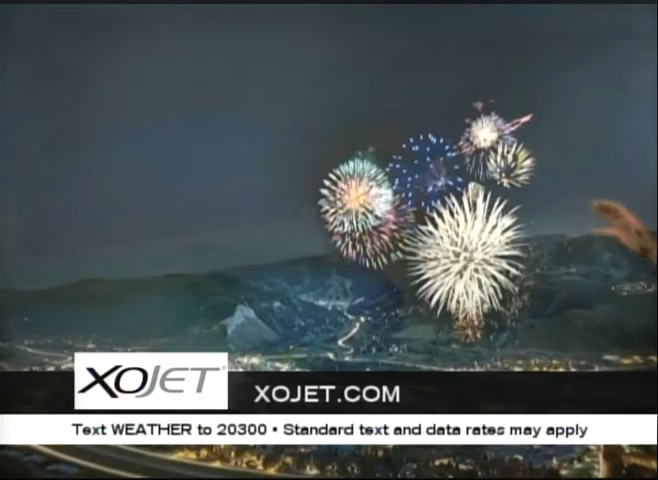 XOJET
XOJET.COM
Text WEATHER to 20300 • Standard text and data rates may apply